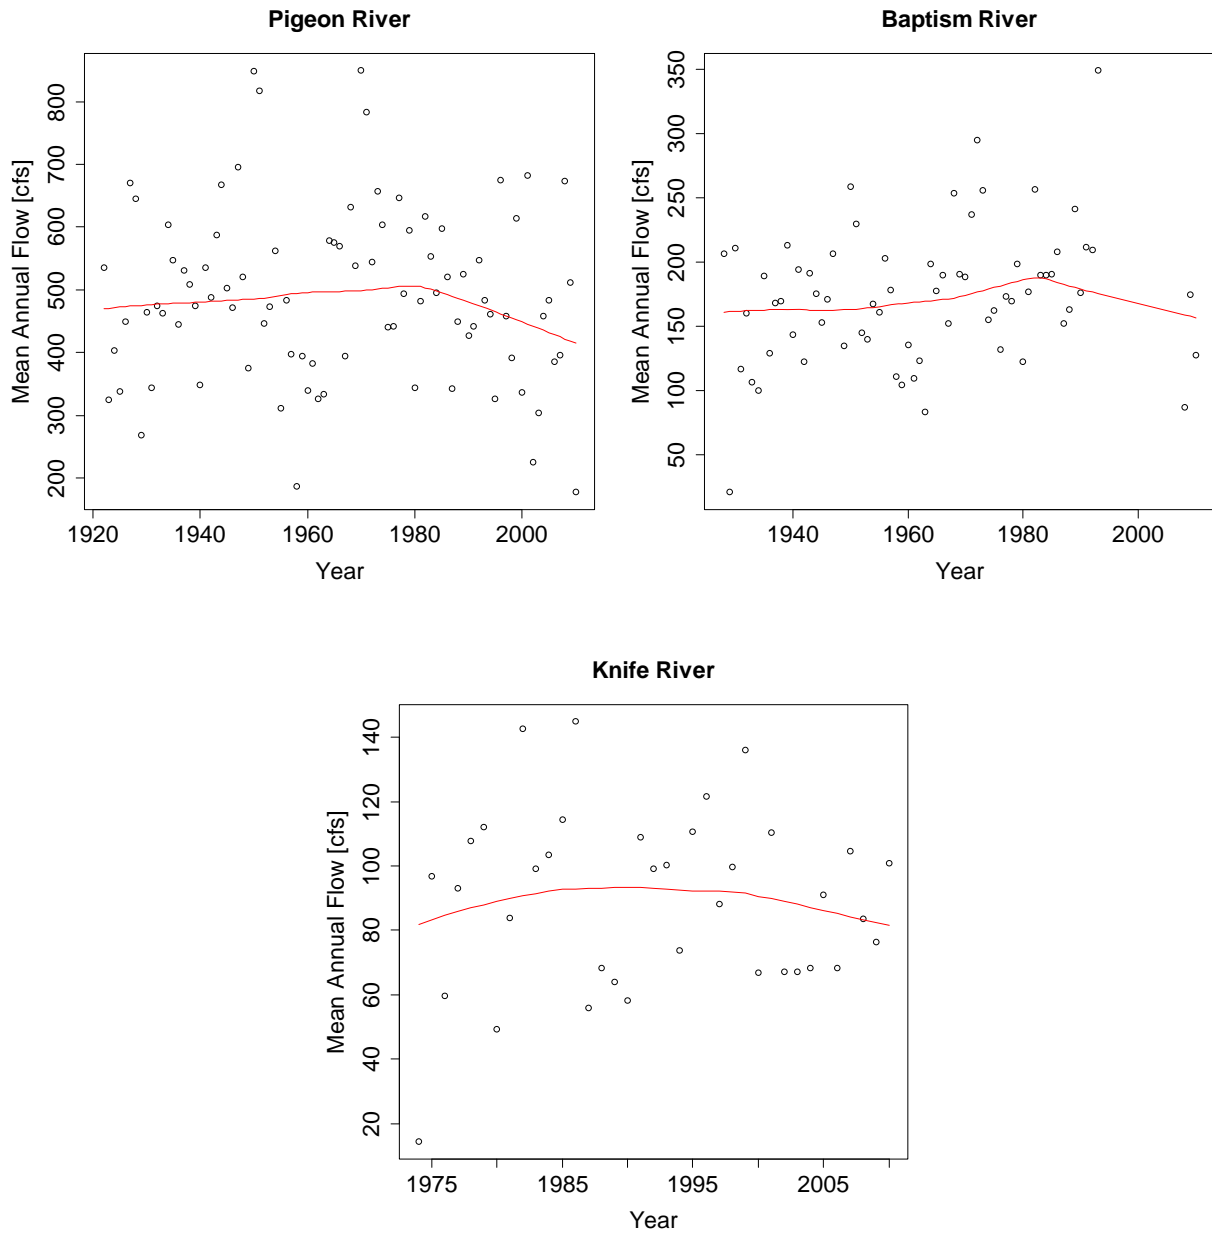 Pigeon River
Mean Annual Flow [cfs]
800
700
600
500
400
300
200
1920 1940 1960 1980 2000
Year
Baptism River
Mean Annual Flow [cfs]
350
300
250
200
150
100
50
1940 1960 1980 2000
Year
Knife River
Mean Annual Flow [cfs]
140
120
100
80
60
40
20
1975 1985 1995 2005
Year